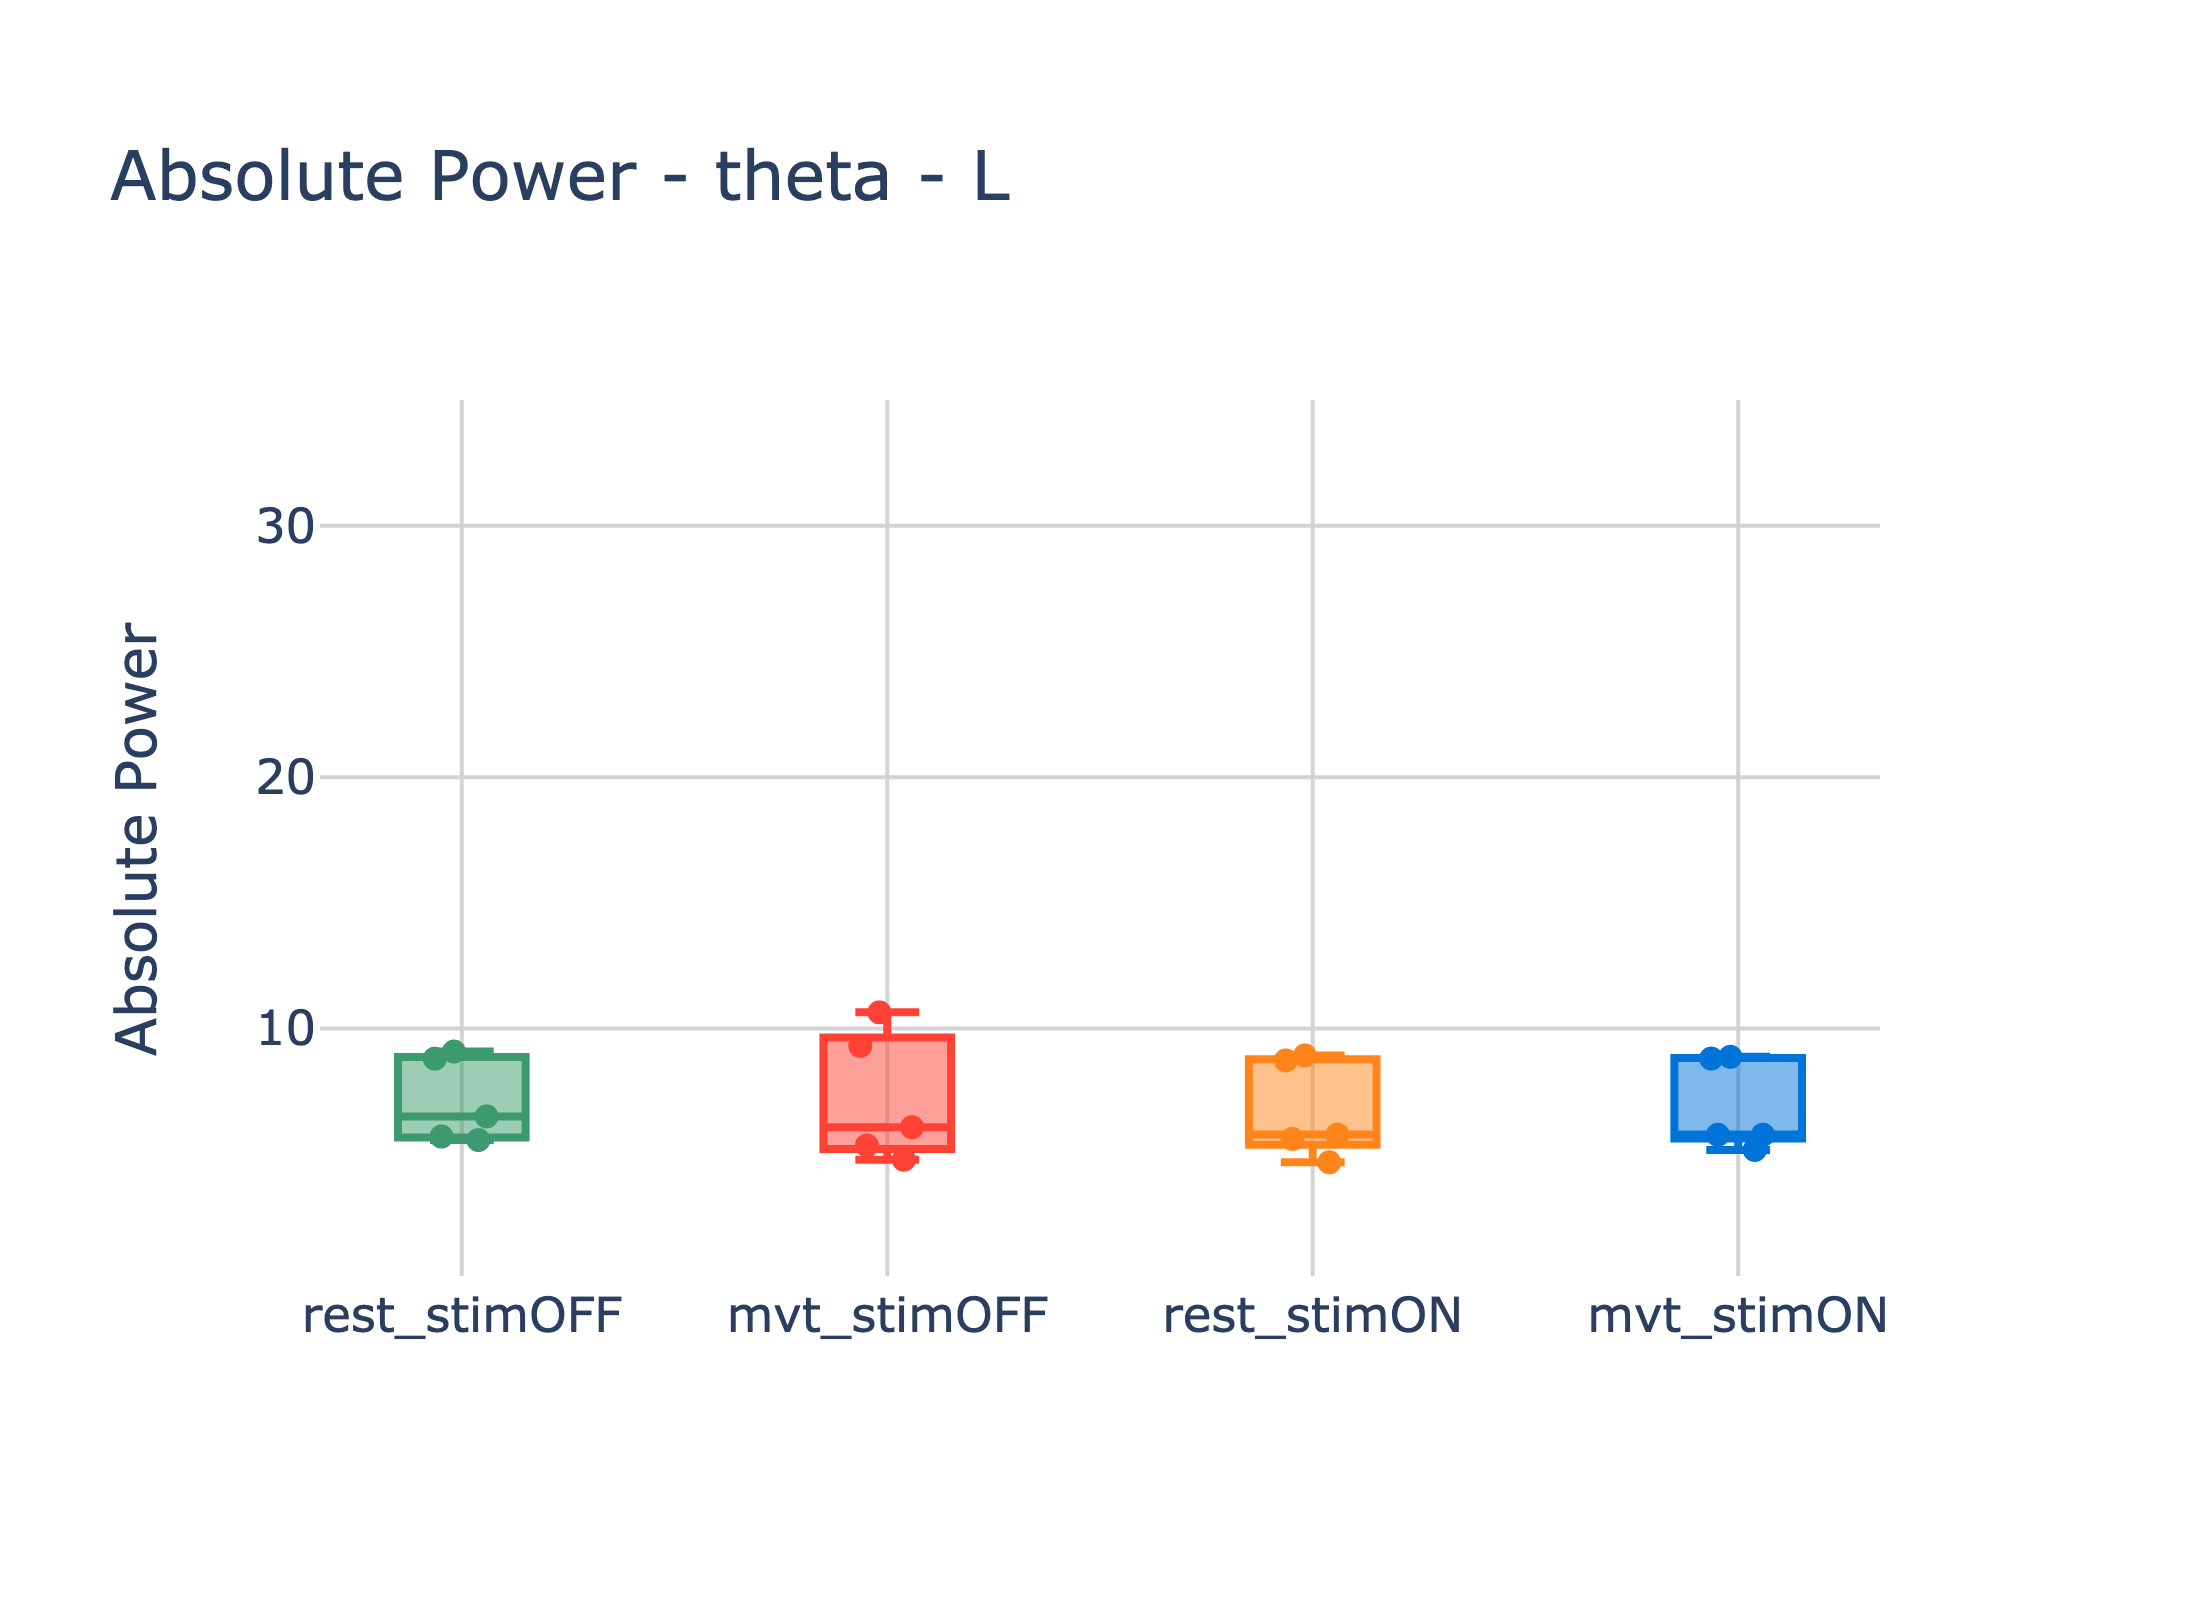 Absolute Power - theta - L
Absolute Power
30
20
10
rest_stimOFF
mvt_stimOFF
rest_stimON
mvt_stimON